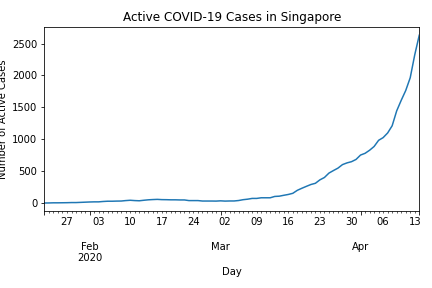 Active COVID-19 Cases in Singapore
Number of Active Cases
2500
2000
1500
1000
500
0
27 03 10 17 24 02 09 16 23 30 06 13
Feb Mar Apr
2020
Day